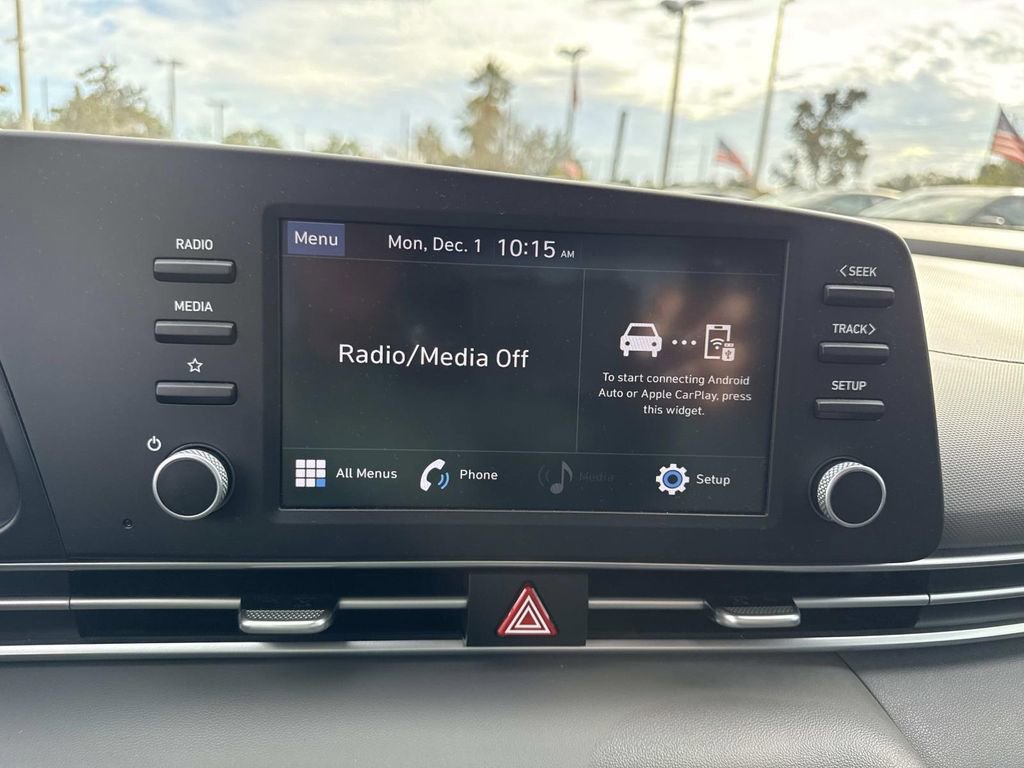 RADIO
MEDIA
Menu
Mon, Dec. 1 10:15 AM
Radio/Media Off
To start connecting Android
Auto or Apple CarPlay, press
this widget.
All Menus
Phone
Media
Setup
<SEEK
TRACK>
SETUP